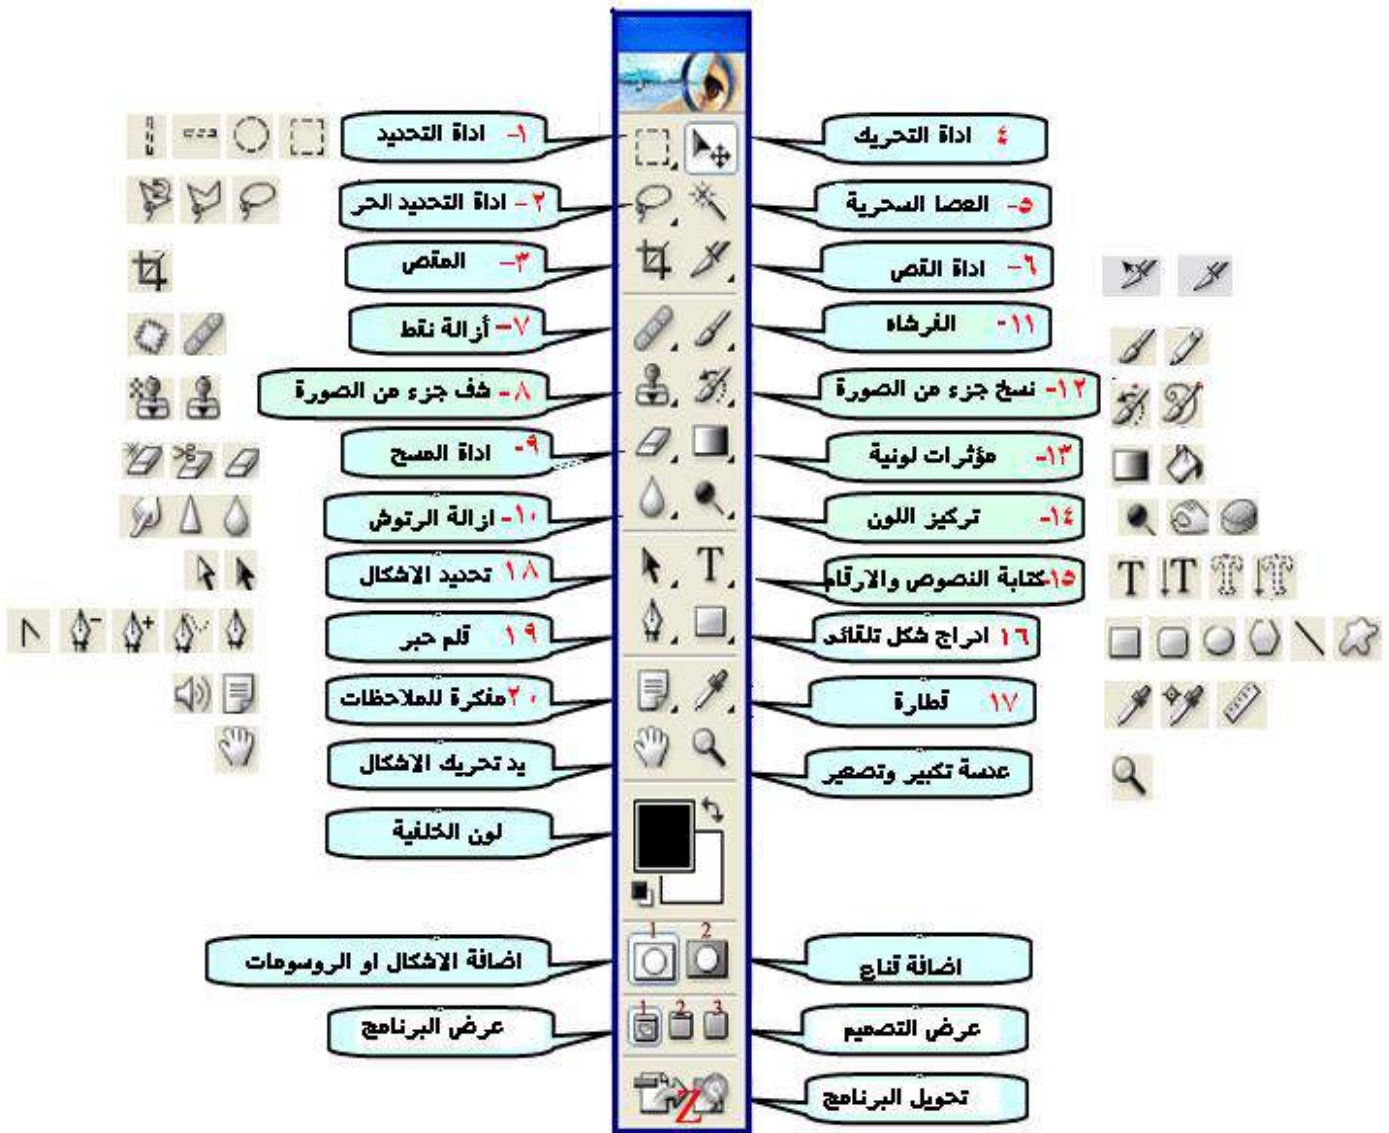 ١- اداة التحديد
٤ اداة التحريك
٢- اداة التحديد الحر
٥- العصا السحرية
٣- المقص
٦- اداة القص
٧- أزالة نقط
١١- الفرشاه
٨- شف جزء من الصورة
١٢- نسخ جزء من الصورة
٩- اداة المسح
١٣- مؤثرات لونية
١٠- ازالة الرتوش
١٤- تركيز اللون
١٨ تحديد الاشكال
١٥- كتابة النصوص والارقام
١٩ قلم حبر
١٦ ادراج شكل تلقائى
٢٠ مفكرة للملاحظات
١٧ قطارة
يد تحريك الاشكال
عدسة تكبير وتصغير
لون الخلفية
1 2
اضافة الاشكال او الروسومات
اضافة قناع
1 2 3
عرض البرنامج
عرض التصميم
Z
تحويل البرنامج